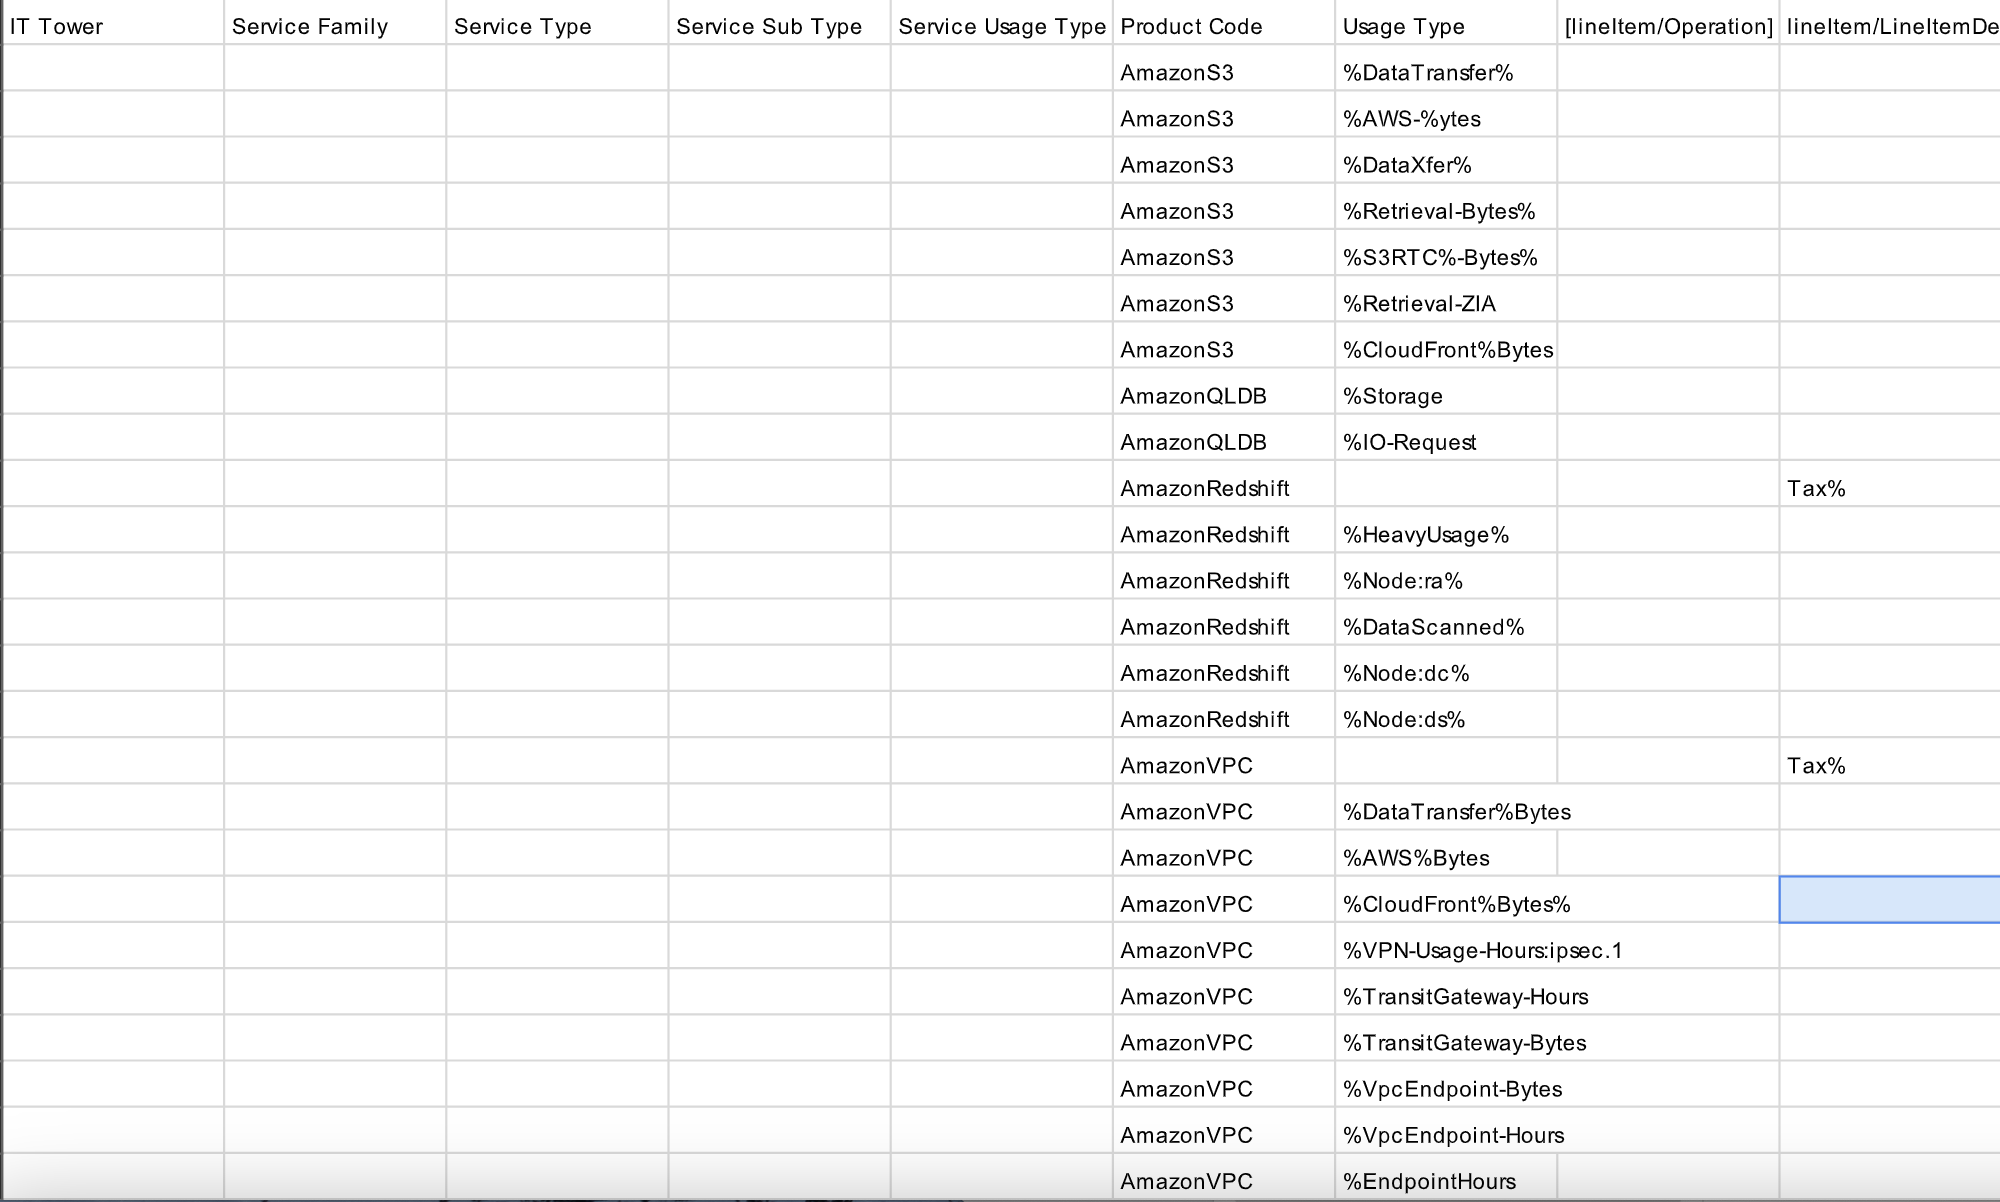 IT Tower Service Family Service Type Service Sub Type Service Usage Type Product Code Usage Type [lineItem/Operation] lineItem/LineItemDe
AmazonS3 %DataTransfer%
AmazonS3 %AWS-%ytes
AmazonS3 %DataXfer%
AmazonS3 %Retrieval-Bytes%
AmazonS3 %S3RTC%-Bytes%
AmazonS3 %Retrieval-ZIA
AmazonS3 %CloudFront%Bytes
AmazonQLDB %Storage
AmazonQLDB %IO-Request
AmazonRedshift Tax%
AmazonRedshift %HeavyUsage%
AmazonRedshift %Node:ra%
AmazonRedshift %DataScanned%
AmazonRedshift %Node:dc%
AmazonRedshift %Node:ds%
AmazonVPC Tax%
AmazonVPC %DataTransfer%Bytes
AmazonVPC %AWS%Bytes
AmazonVPC %CloudFront%Bytes%
AmazonVPC %VPN-Usage-Hours:ipsec.1
AmazonVPC %TransitGateway-Hours
AmazonVPC %TransitGateway-Bytes
AmazonVPC %VpcEndpoint-Bytes
AmazonVPC %VpcEndpoint-Hours
AmazonVPC %EndpointHours